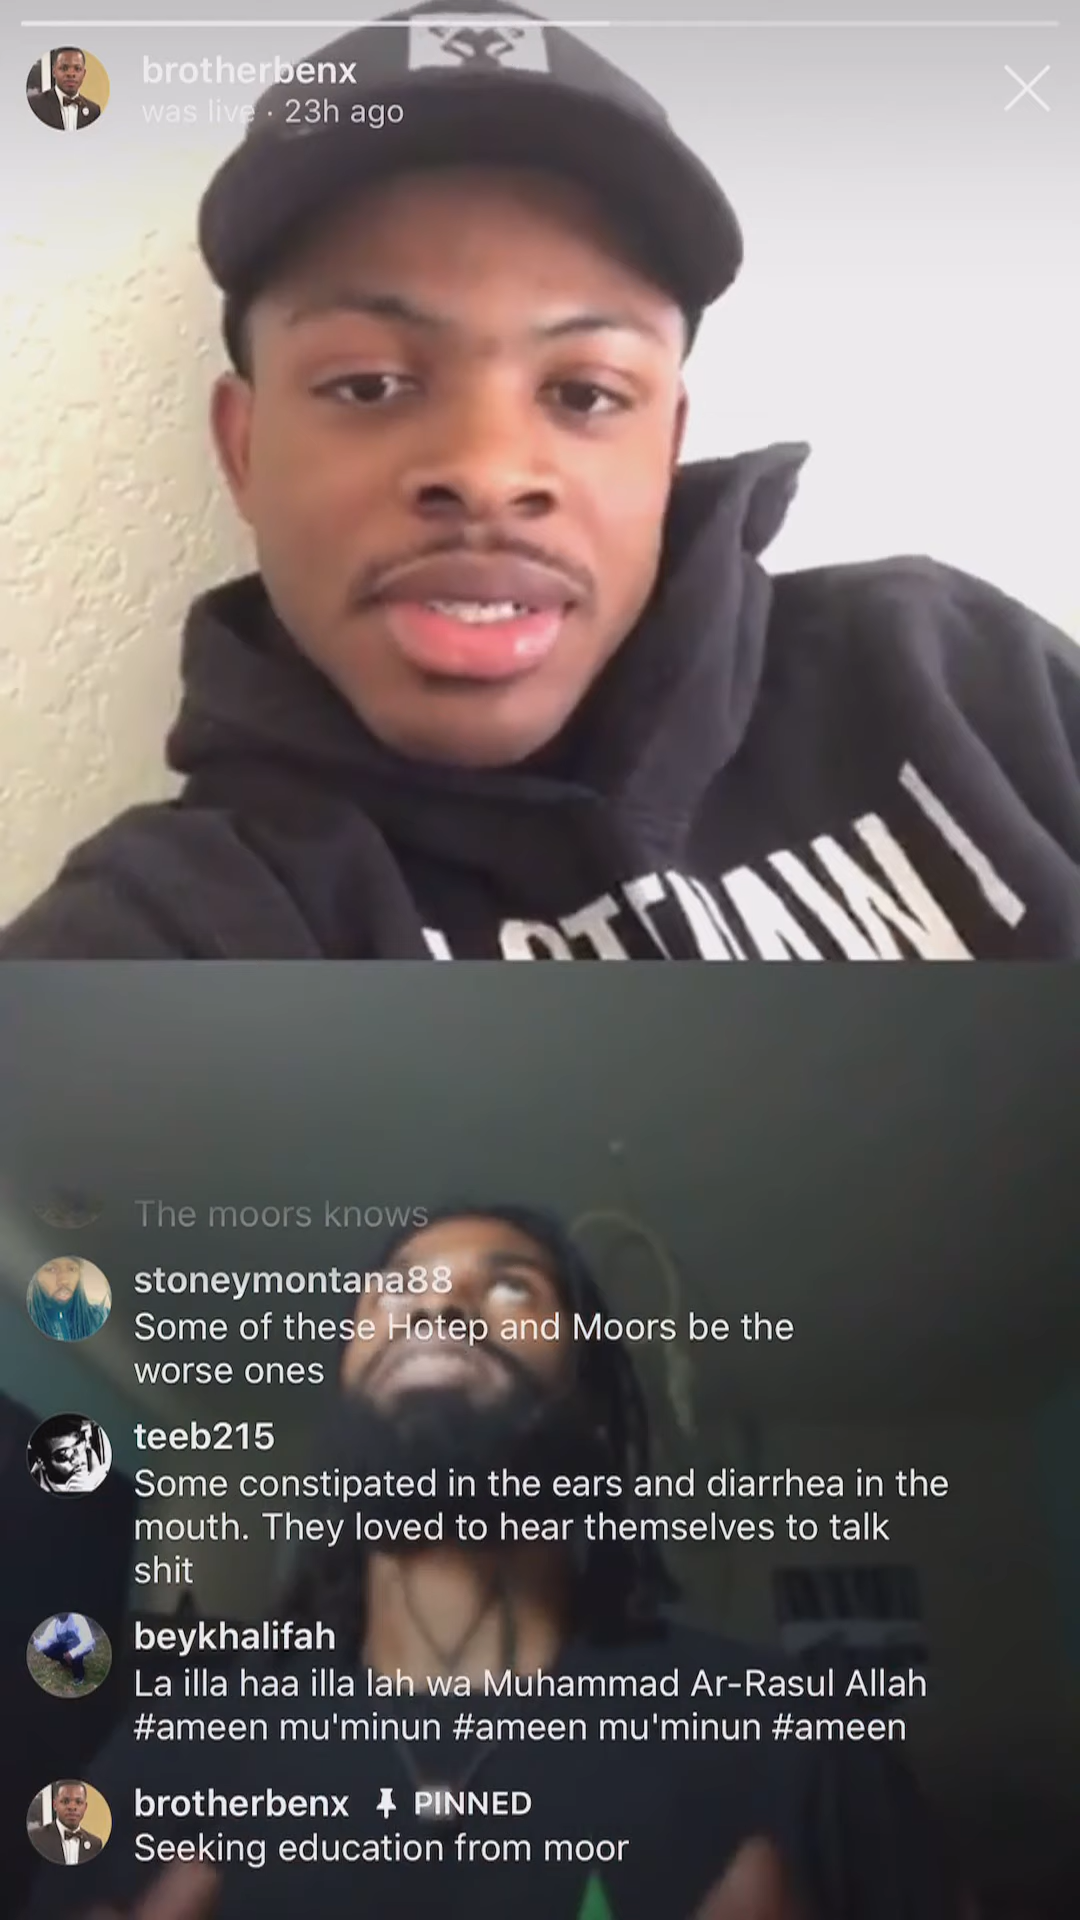 brotherbenx
was live · 23h ago
The moors knows
stoneymontana88
Some of these Hotep and Moors be the
worse ones
teeb215
Some constipated in the ears and diarrhea in the
mouth. They loved to hear themselves to talk
shit
beykhalifah
La illa haa illa lah wa Muhammad Ar-Rasul Allah
#ameen mu'minun #ameen mu'minun #ameen
brotherbenx PINNED
Seeking education from moor